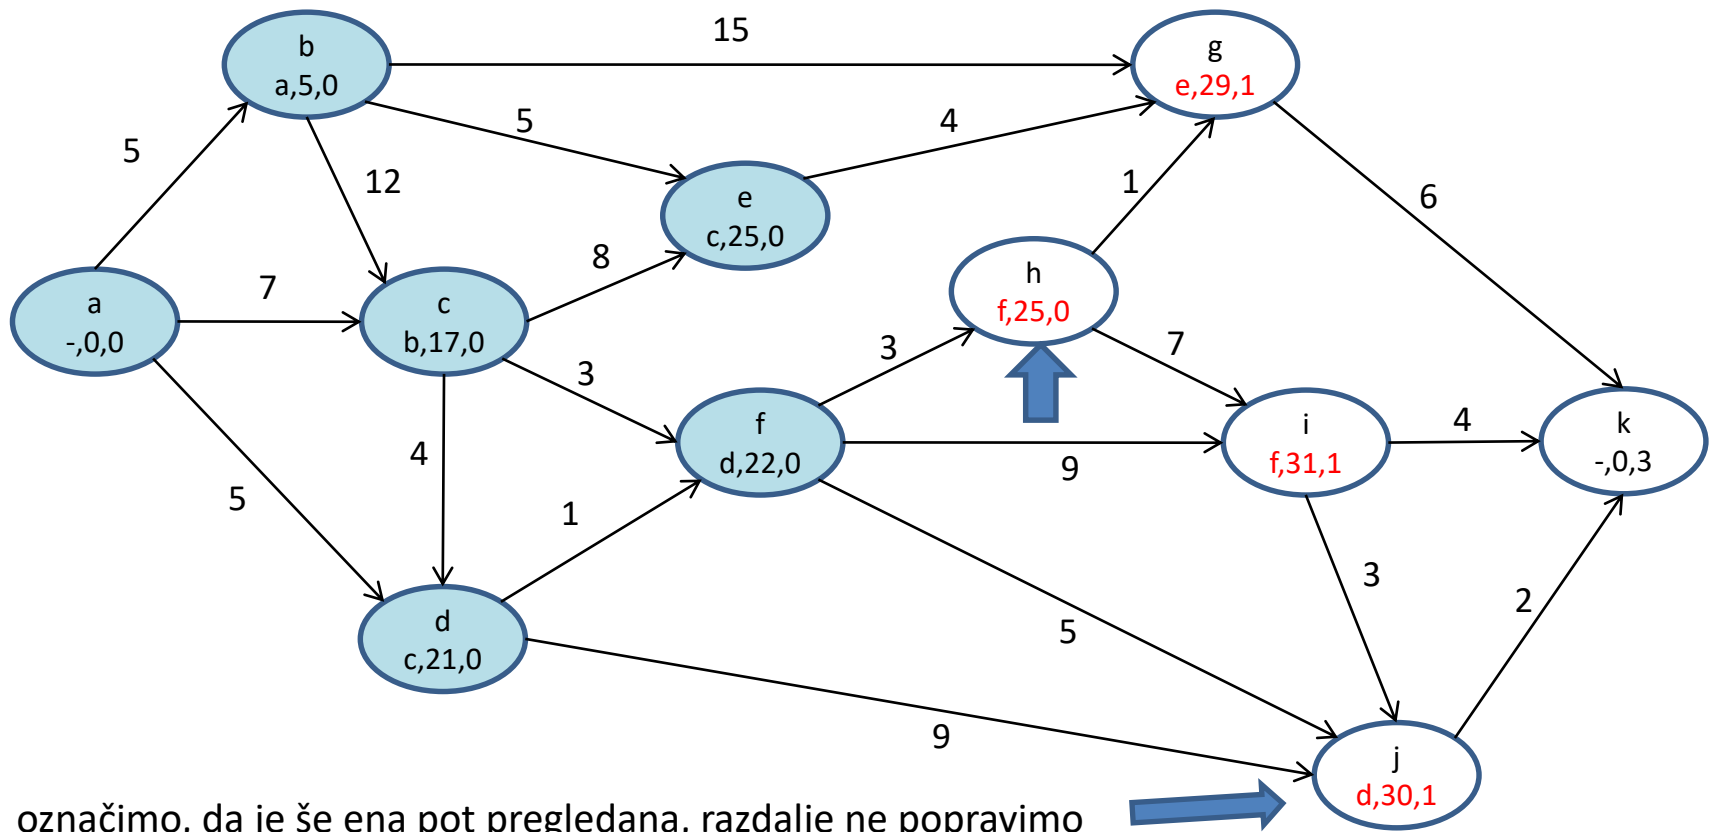 15
b
a,5,0
g
e,29,1
5
5
4
12
1
6
e
c,25,0
8
7
h
f,25,0
a
-,0,0
c
b,17,0
7
3
3
f
d,22,0
i
f,31,1
4
k
-,0,3
4
9
5
1
3
2
d
c,21,0
5
9
j
d,30,1
označimo, da je še ena pot pregledana, razdalje ne popravimo